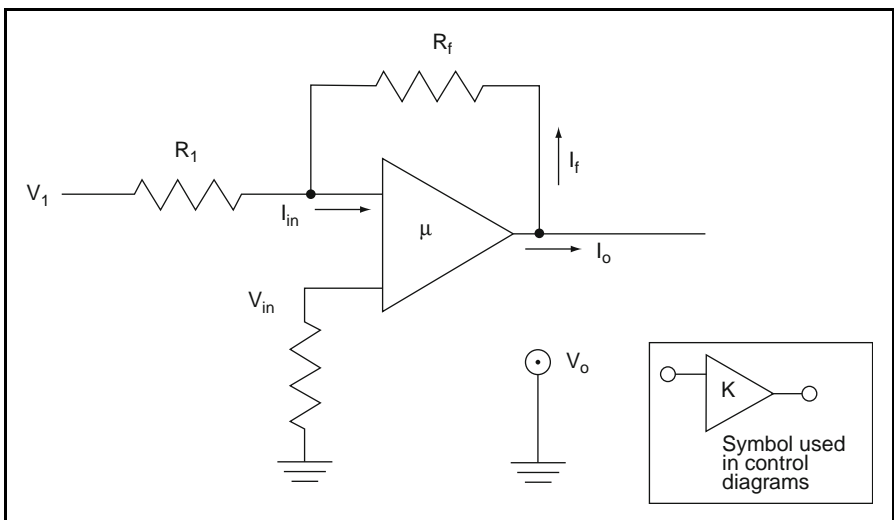 R_f
R_1
I_f
V_1
I_in
μ
I_o
V_in
V_o
K
Symbol used
in control
diagrams